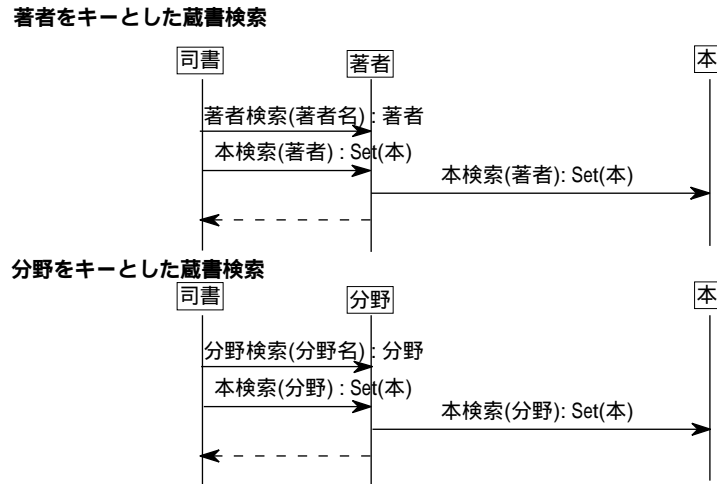 著者をキーとした蔵書検索
司書
著者
本
著者検索(著者名) : 著者
本検索(著者) : Set(本)
本検索(著者): Set(本)
分野をキーとした蔵書検索
司書
分野
本
分野検索(分野名) : 分野
本検索(分野) : Set(本)
本検索(分野): Set(本)